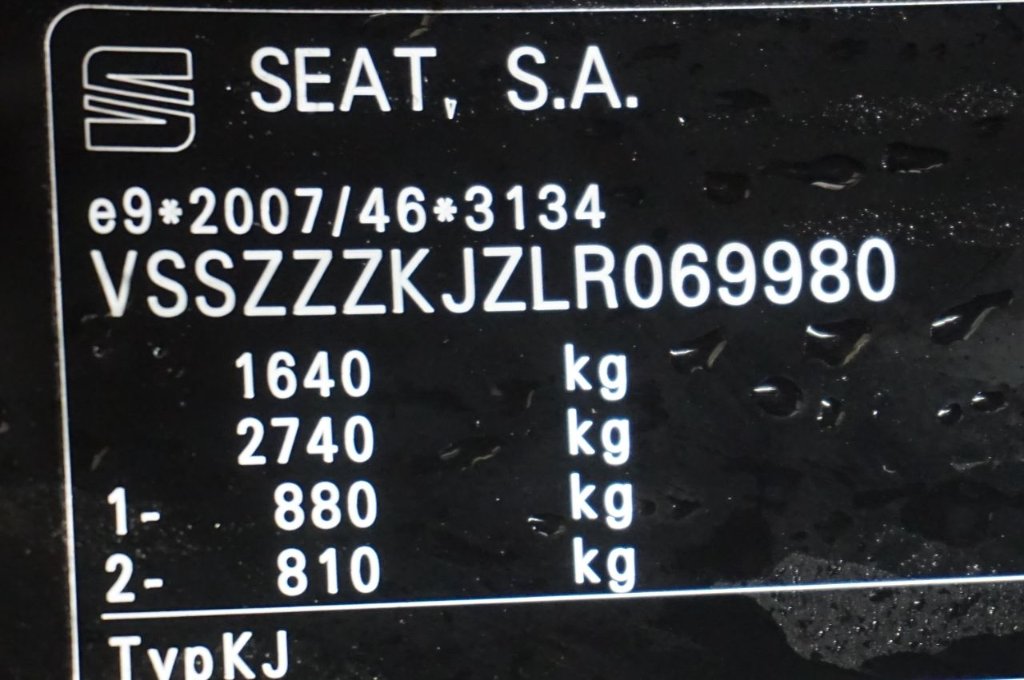 SEAT, S.A.
e9*2007/46*3134
VSSZZZKJZLR069980
1640 kg
2740 kg
1- 880 kg
2- 810 kg
TypKJ